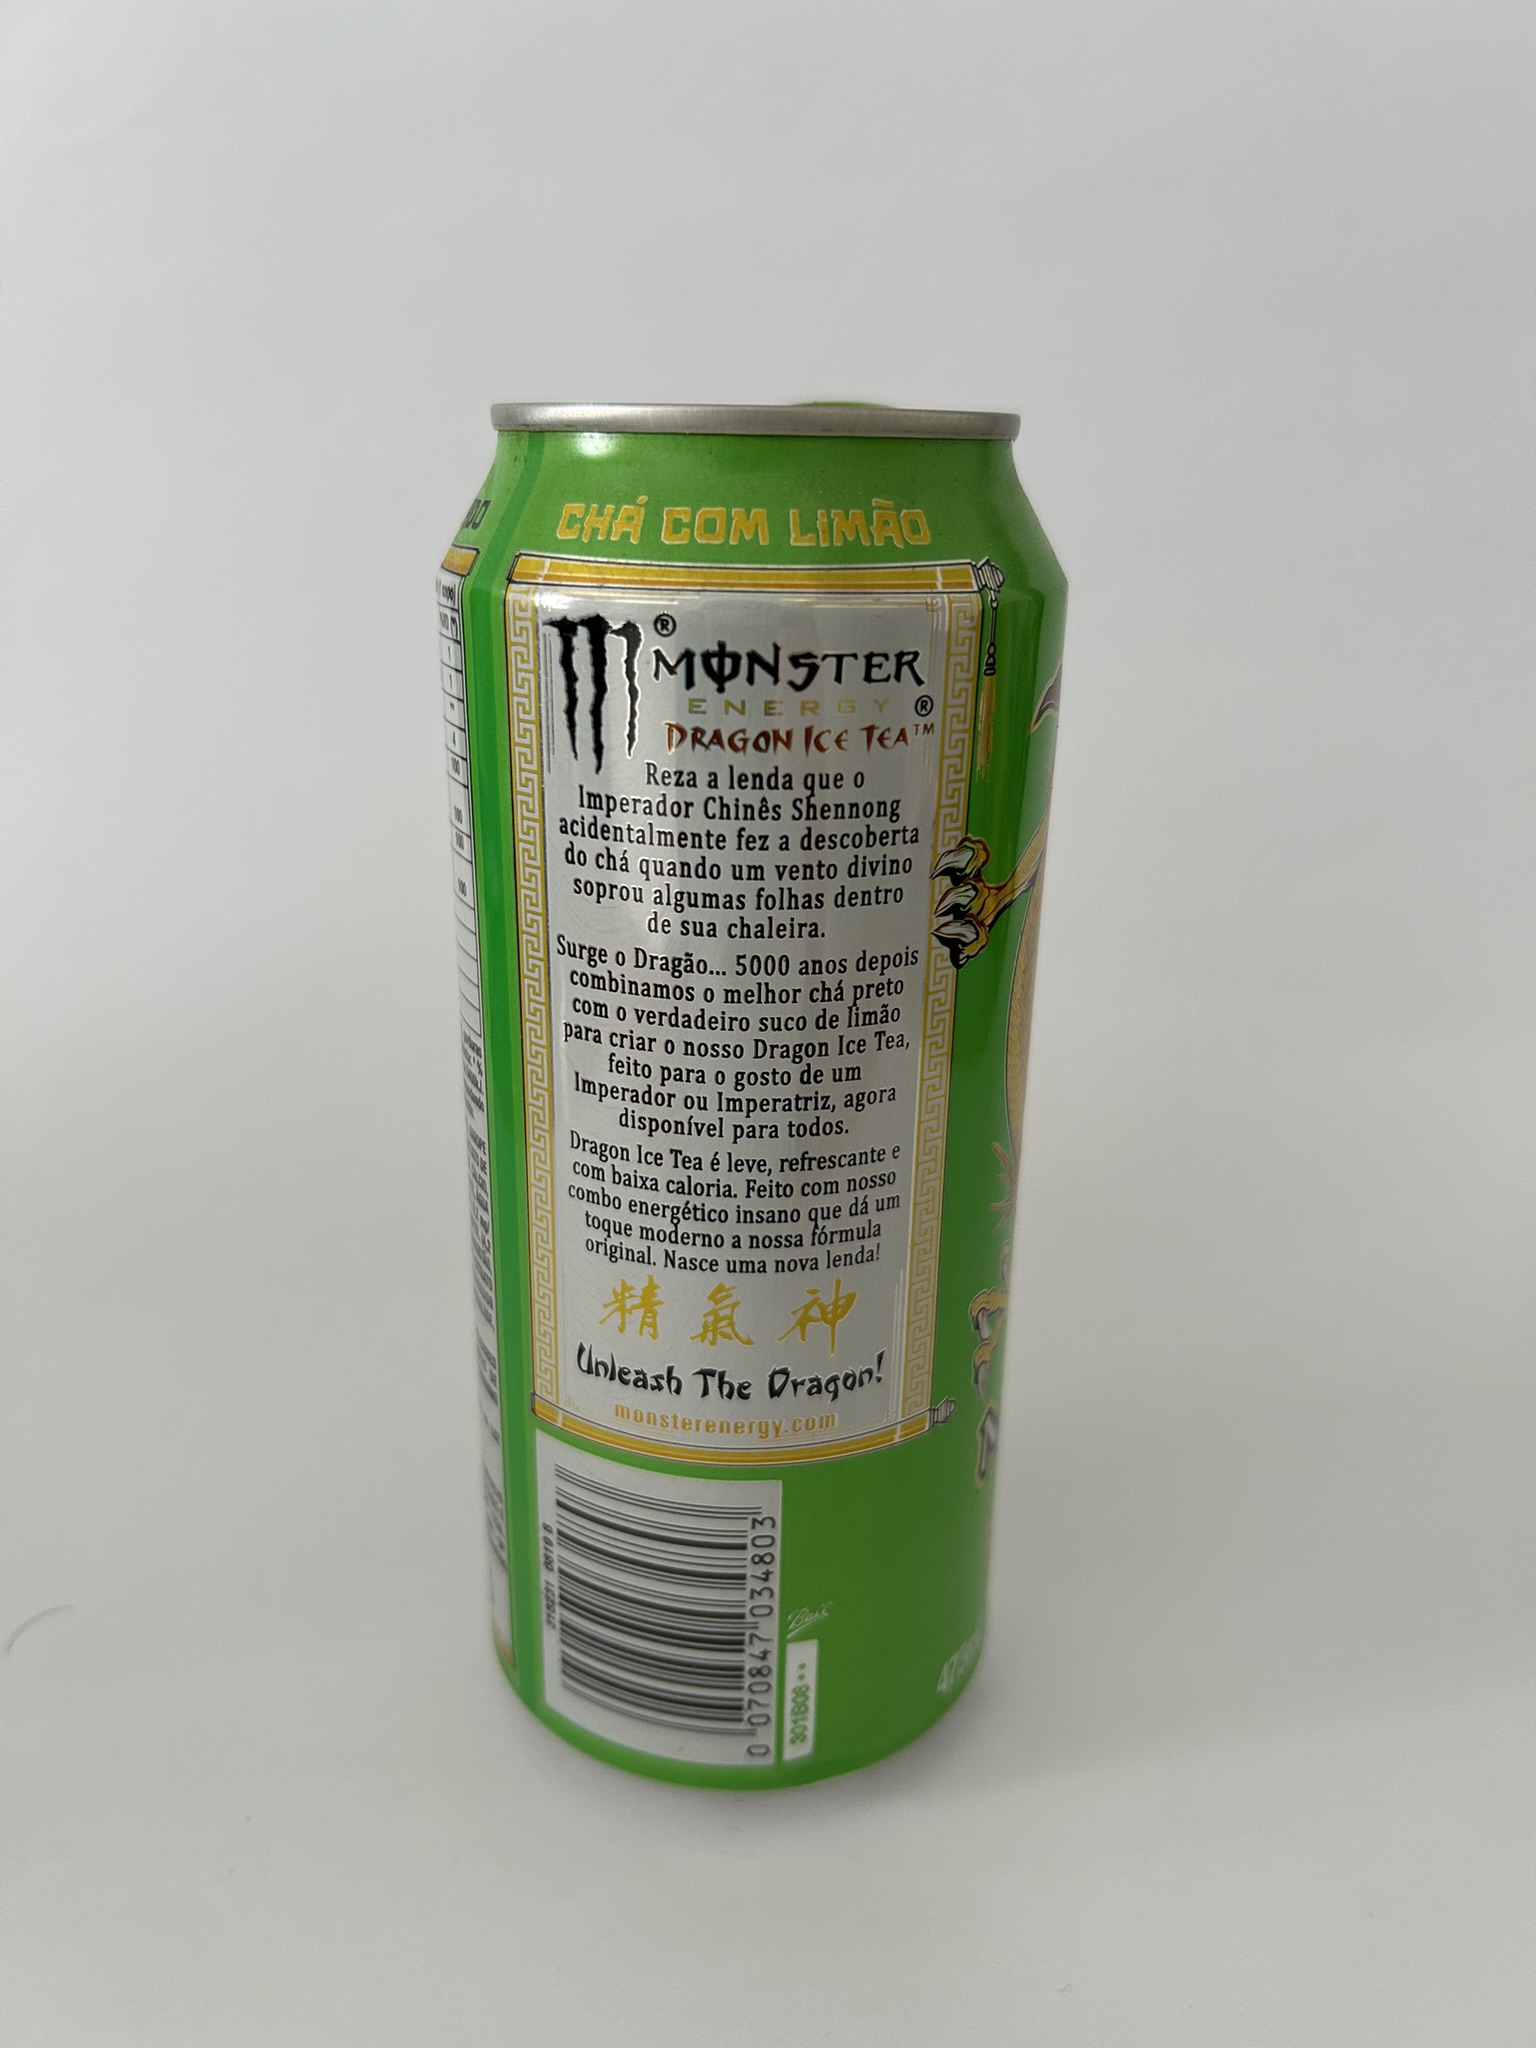 CHÁ COM LIMÃO
® MONSTER
ENERGY ®
DRAGON ICE TEA™
Reza a lenda que o
Imperador Chinês Shennong
acidentalmente fez a descoberta
do chá quando um vento divino
soprou algumas folhas dentro
de sua chaleira.
Surge o Dragão... 5000 anos depois
combinamos o melhor chá preto
com o verdadeiro suco de limão
para criar o nosso Dragon Ice Tea,
feito para o gosto de um
Imperador ou Imperatriz, agora
disponível para todos.
Dragon Ice Tea é leve, refrescante e
com baixa caloria. Feito com nosso
combo energético insano que dá um
toque moderno a nossa fórmula
original. Nasce uma nova lenda!
精 氣 神
Unleash The Dragon!
monsterenergy.com
0 70847 03480 3
Ball
301B08 **